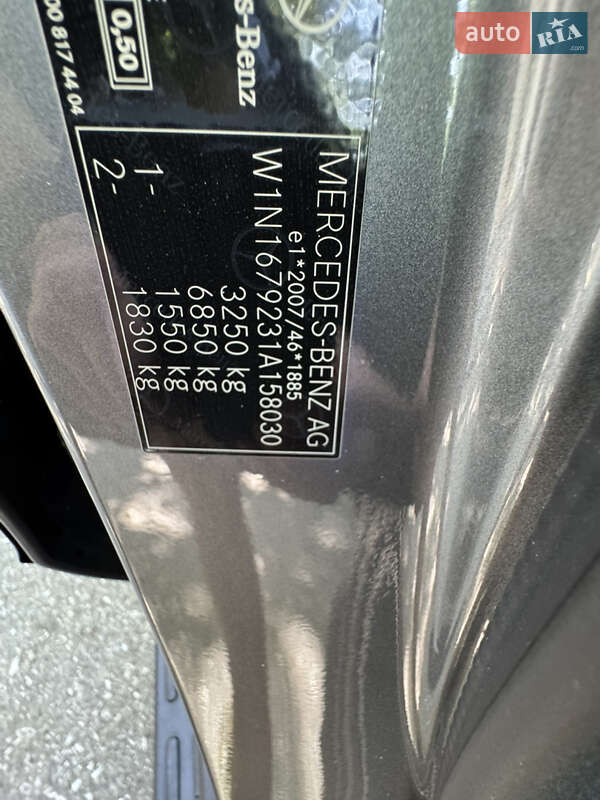 auto RIA
.com
s-Benz
0,50
00 817 44 04
MERCEDES-BENZ AG
e1*2007/46*1885
W1N1679231A158030
3250 kg
6850 kg
1- 1550 kg
2- 1830 kg